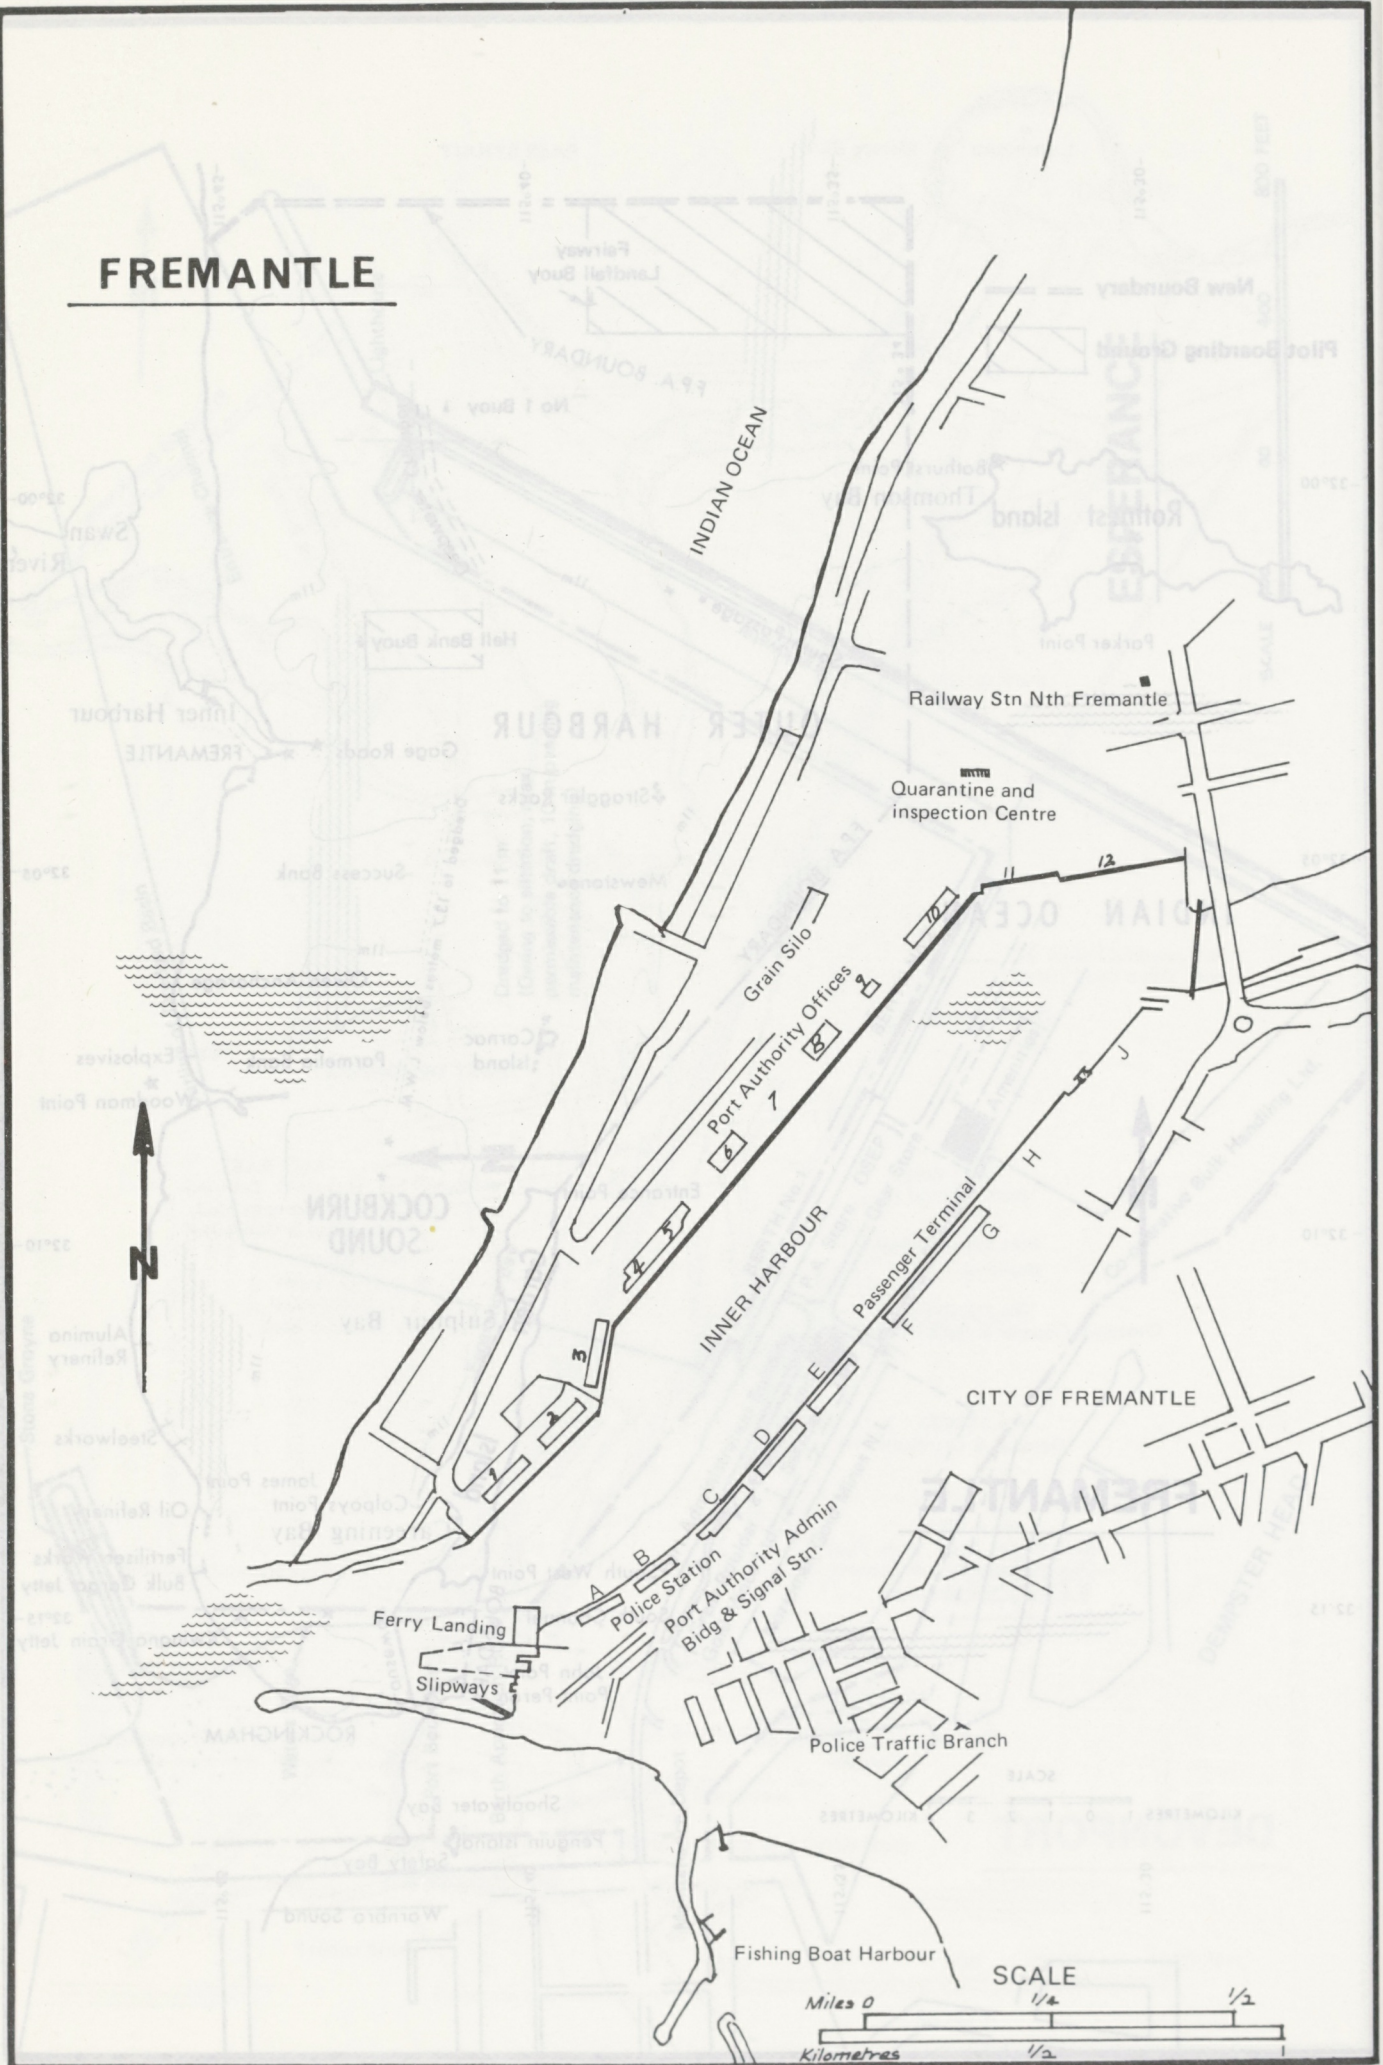 FREMANTLE
INDIAN OCEAN
Railway Stn Nth Fremantle
Quarantine and
inspection Centre
11
12
10
Grain Silo
9
Port Authority Offices
8
7
6
5
4
3
2
1
INNER HARBOUR
J
H
Passenger Terminal
G
F
E
D
C
B
A
CITY OF FREMANTLE
N
Police Station
Port Authority Admin
Bidg & Signal Stn.
Ferry Landing
Slipways
Police Traffic Branch
Fishing Boat Harbour
SCALE
Miles 0 1/4 1/2
Kilometres 1/2 1